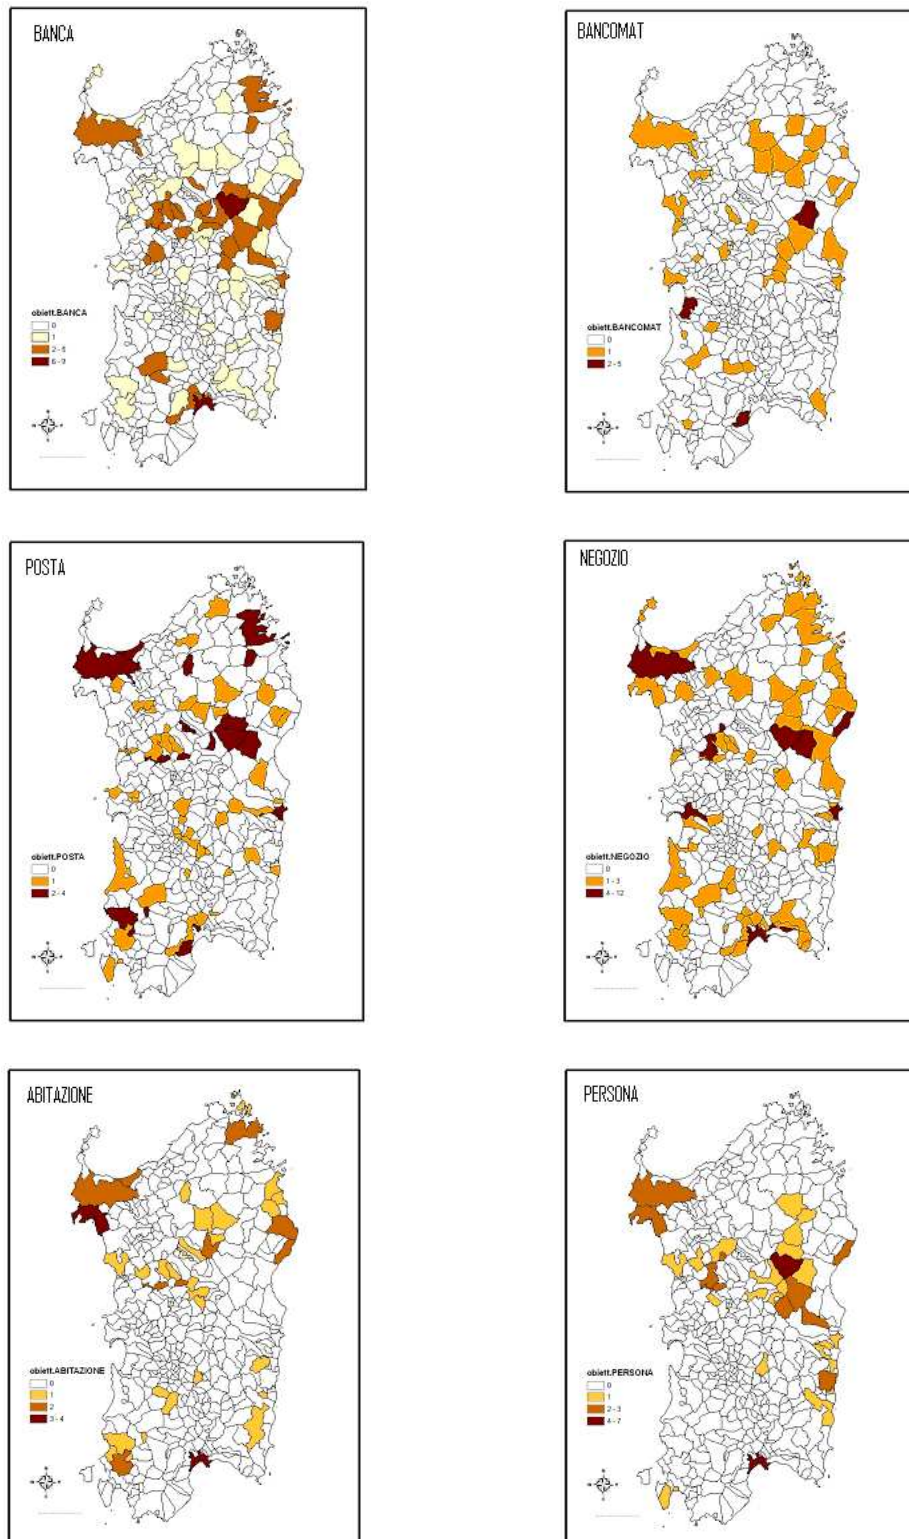 BANCA
obiett.BANCA
0
1
2 - 5
6 - 9
BANCOMAT
obiett.BANCOMAT
0
1
2 - 5
POSTA
obiett.POSTA
0
1
2 - 4
NEGOZIO
obiett.NEGOZIO
0
1 - 3
4 - 12
ABITAZIONE
obiett.ABITAZIONE
0
1
2
3 - 4
PERSONA
obiett.PERSONA
0
1
2 - 3
4 - 7